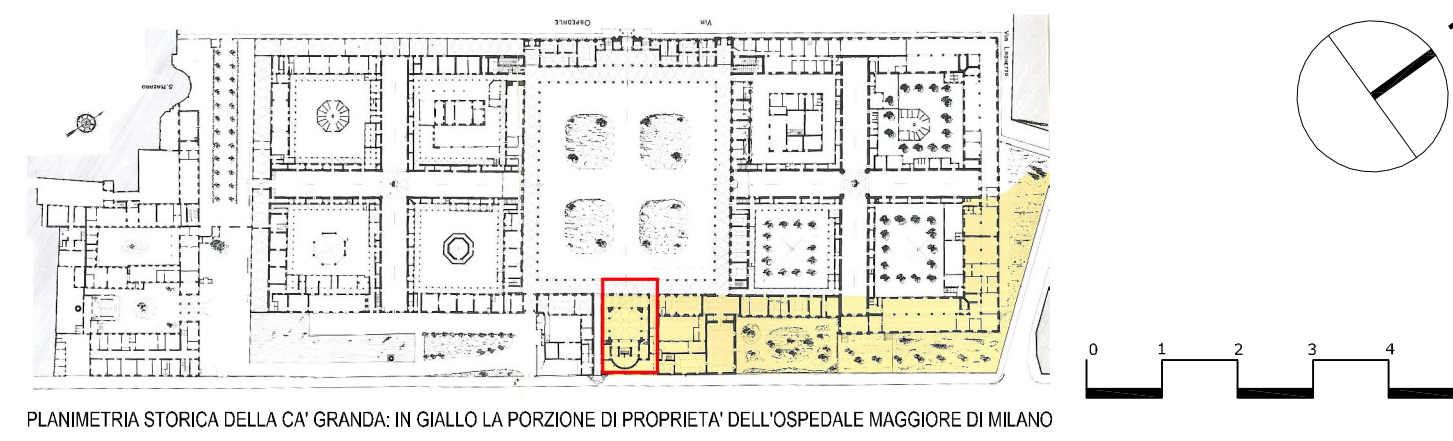 OSPEDALE VIA
VIA LAGHETTO
S. NAZARO
0 1 2 3 4
PLANIMETRIA STORICA DELLA CA' GRANDA: IN GIALLO LA PORZIONE DI PROPRIETA' DELL'OSPEDALE MAGGIORE DI MILANO